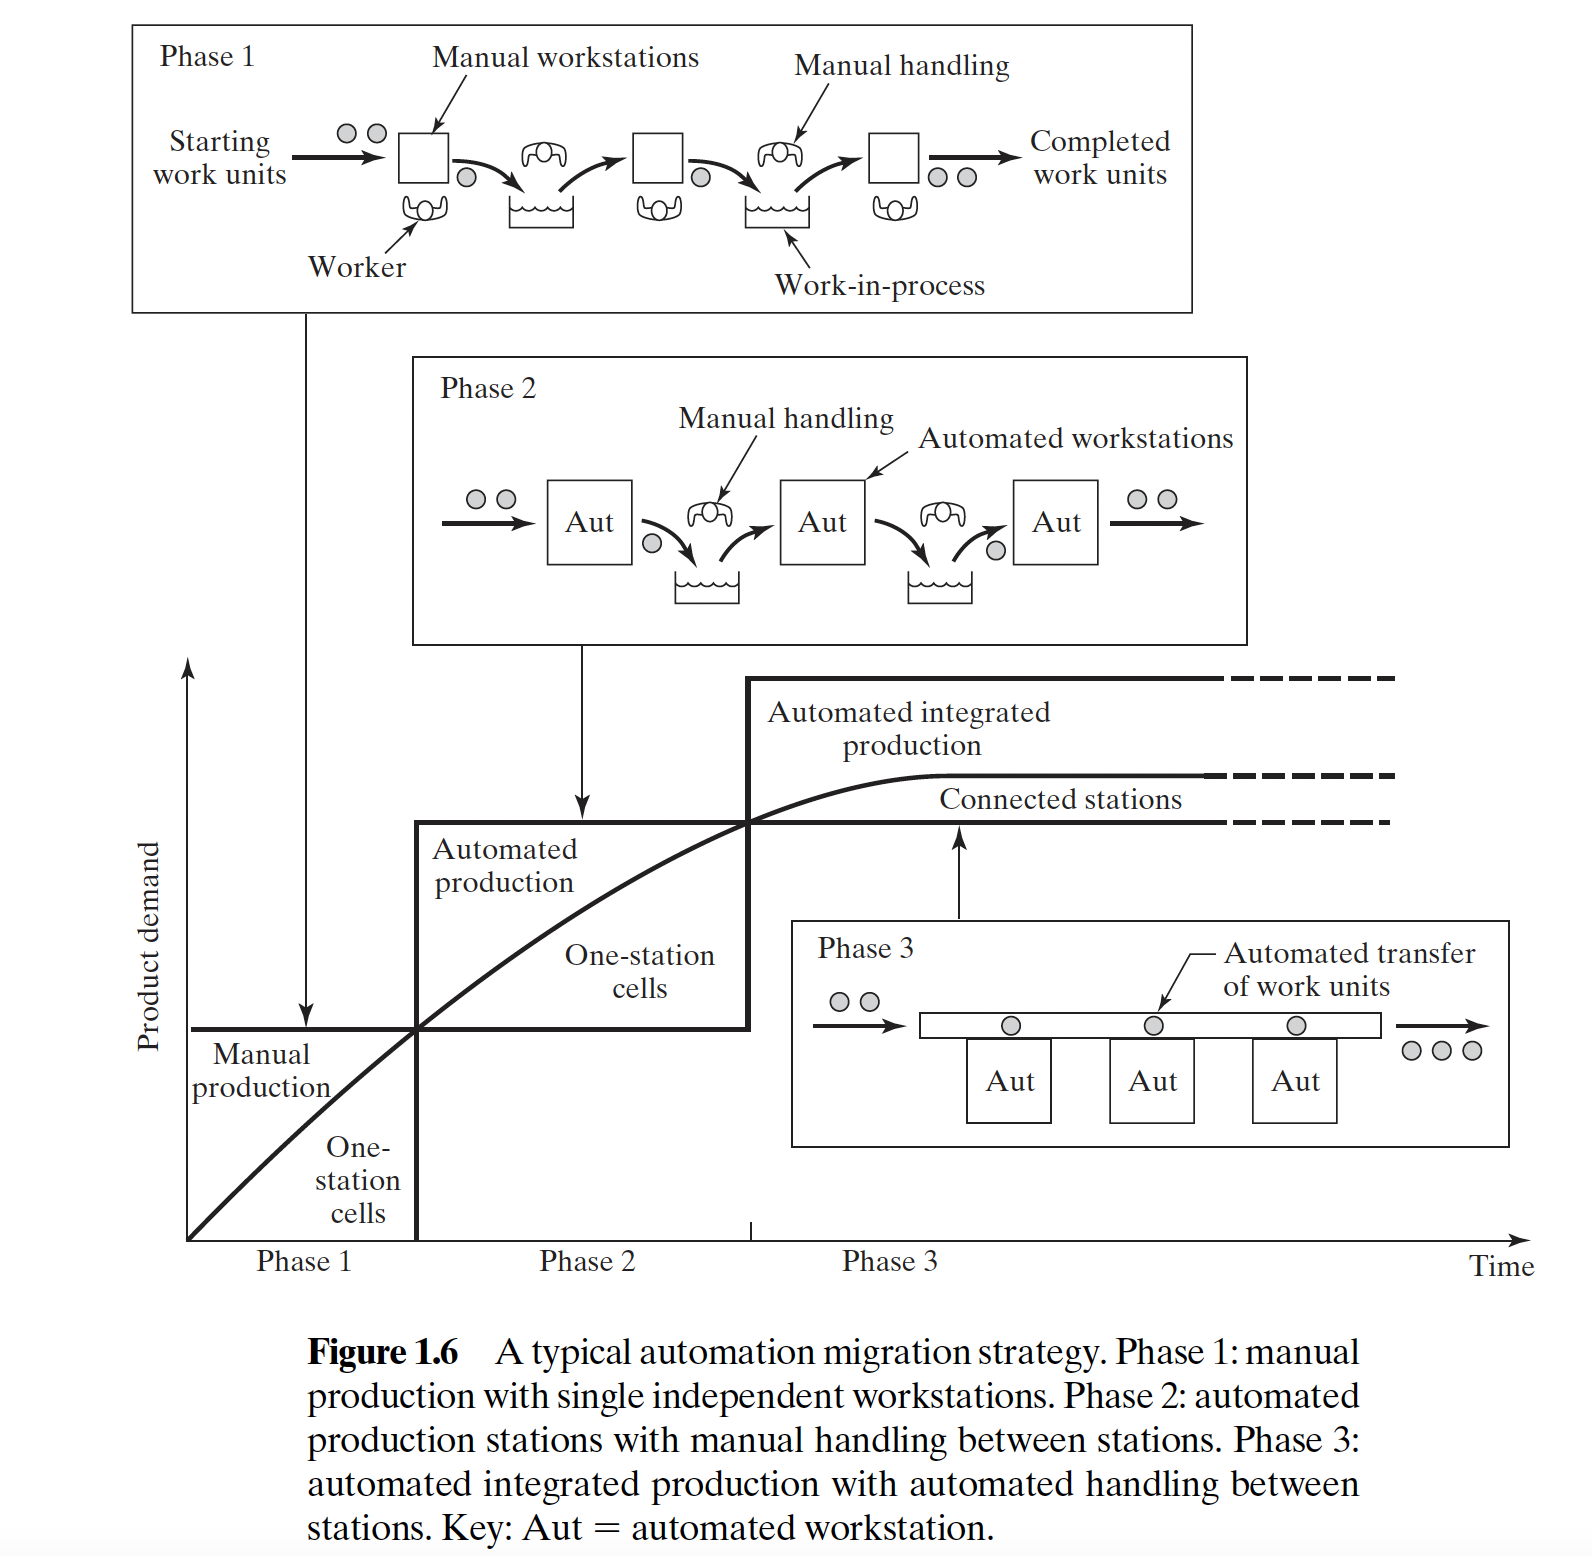 Phase 1
Manual workstations
Manual handling
Starting
work units
Completed
work units
Worker
Work-in-process
Phase 2
Manual handling
Automated workstations
Aut
Aut
Aut
Automated integrated
production
Connected stations
Automated
production
One-station
cells
Product demand
Manual
production
One-
station
cells
Phase 3
Automated transfer
of work units
Aut
Aut
Aut
Phase 1
Phase 2
Phase 3
Time
Figure 1.6 A typical automation migration strategy. Phase 1: manual
production with single independent workstations. Phase 2: automated
production stations with manual handling between stations. Phase 3:
automated integrated production with automated handling between
stations. Key: Aut = automated workstation.